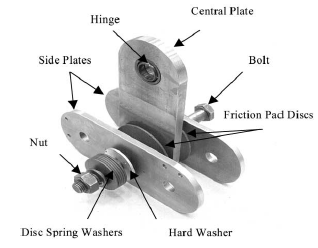 Central Plate
Hinge
Side Plates
Bolt
Friction Pad Discs
Nut
Disc Spring Washers
Hard Washer